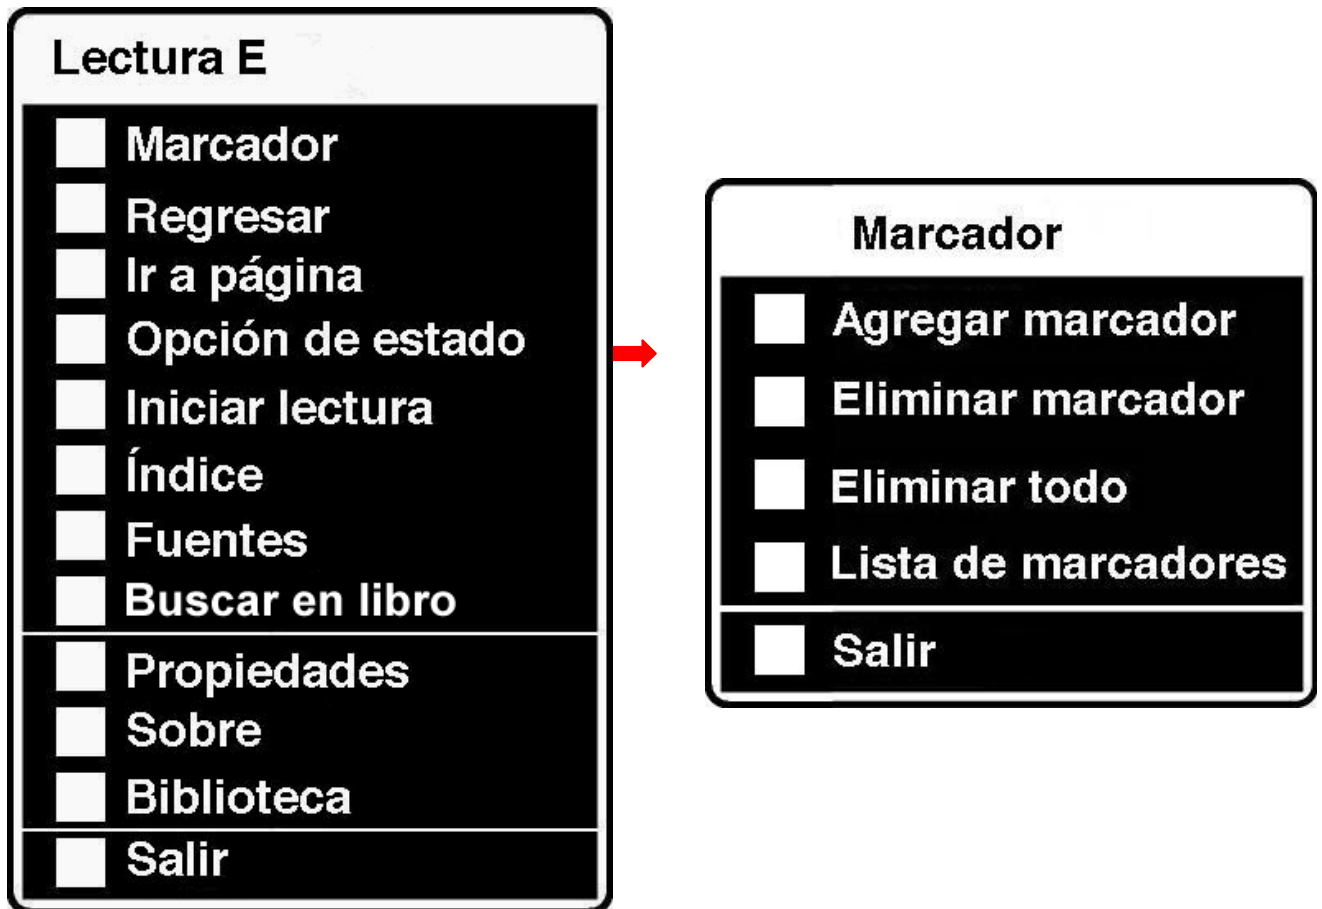 Lectura E
Marcador
Regresar
Ir a página
Opción de estado
Iniciar lectura
Índice
Fuentes
Buscar en libro
Propiedades
Sobre
Biblioteca
Salir
Marcador
Agregar marcador
Eliminar marcador
Eliminar todo
Lista de marcadores
Salir